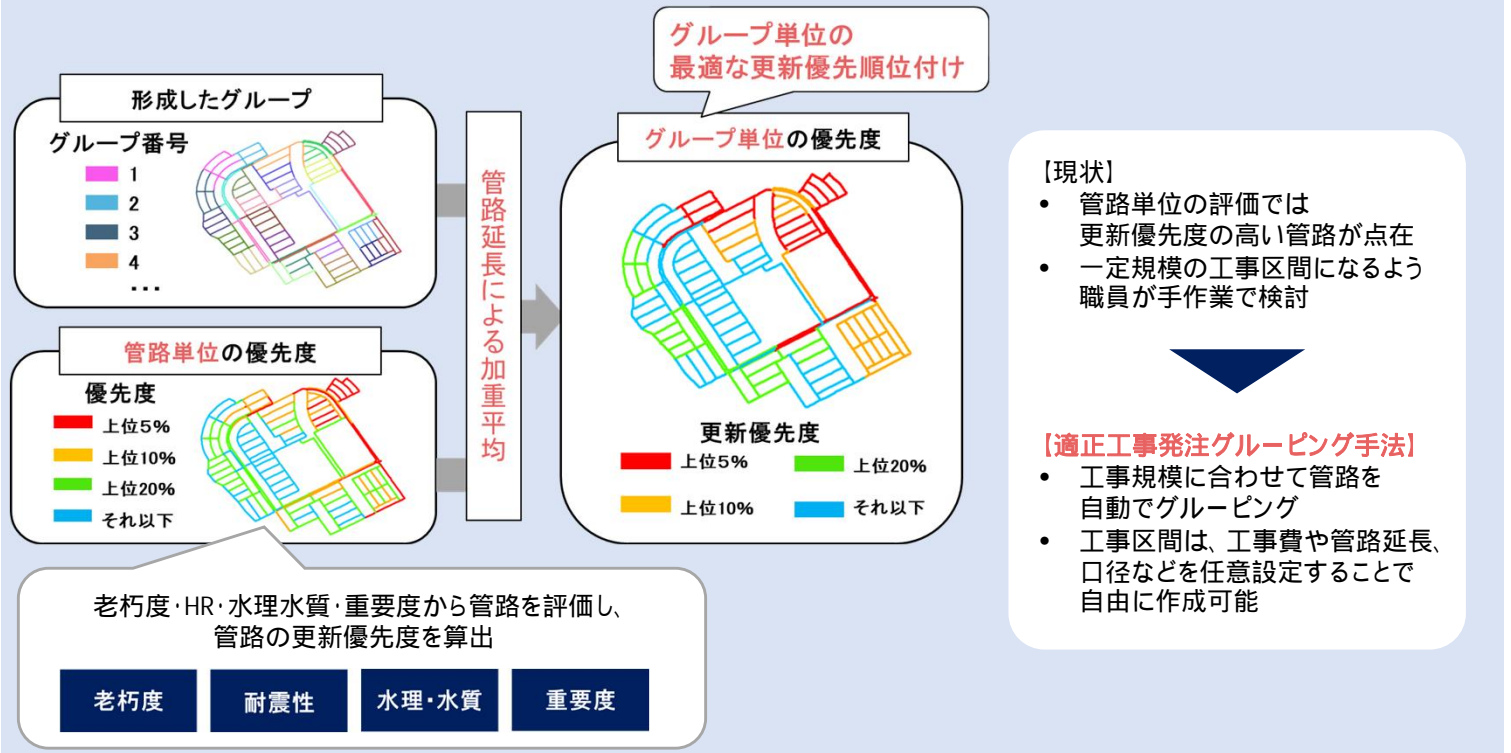 グループ単位の
最適な更新優先順位付け
形成したグループ
グループ番号
1
2
3
4
･･･
管路単位の優先度
優先度
上位5%
上位10%
上位20%
それ以下
管路延長による加重平均
グループ単位の優先度
更新優先度
上位5%
上位20%
上位10%
それ以下
老朽度・HR・水理水質・重要度から管路を評価し、
管路の更新優先度を算出
老朽度
耐震性
水理・水質
重要度
【現状】
• 管路単位の評価では
更新優先度の高い管路が点在
• 一定規模の工事区間になるよう
職員が手作業で検討
【適正工事発注グルーピング手法】
• 工事規模に合わせて管路を
自動でグルーピング
• 工事区間は、工事費や管路延長、
口径などを任意設定することで
自由に作成可能